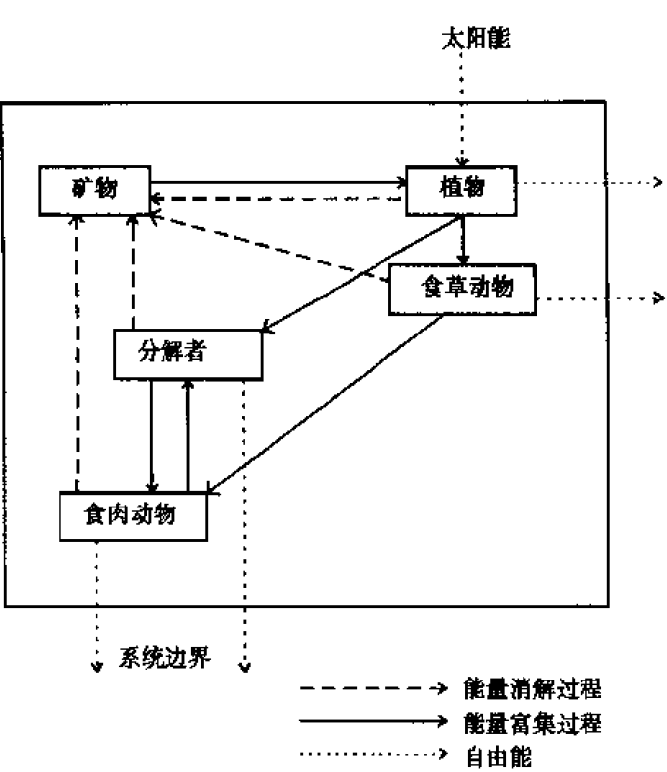 太阳能
矿物
植物
食草动物
分解者
食肉动物
系统边界
能量消解过程
能量富集过程
自由能